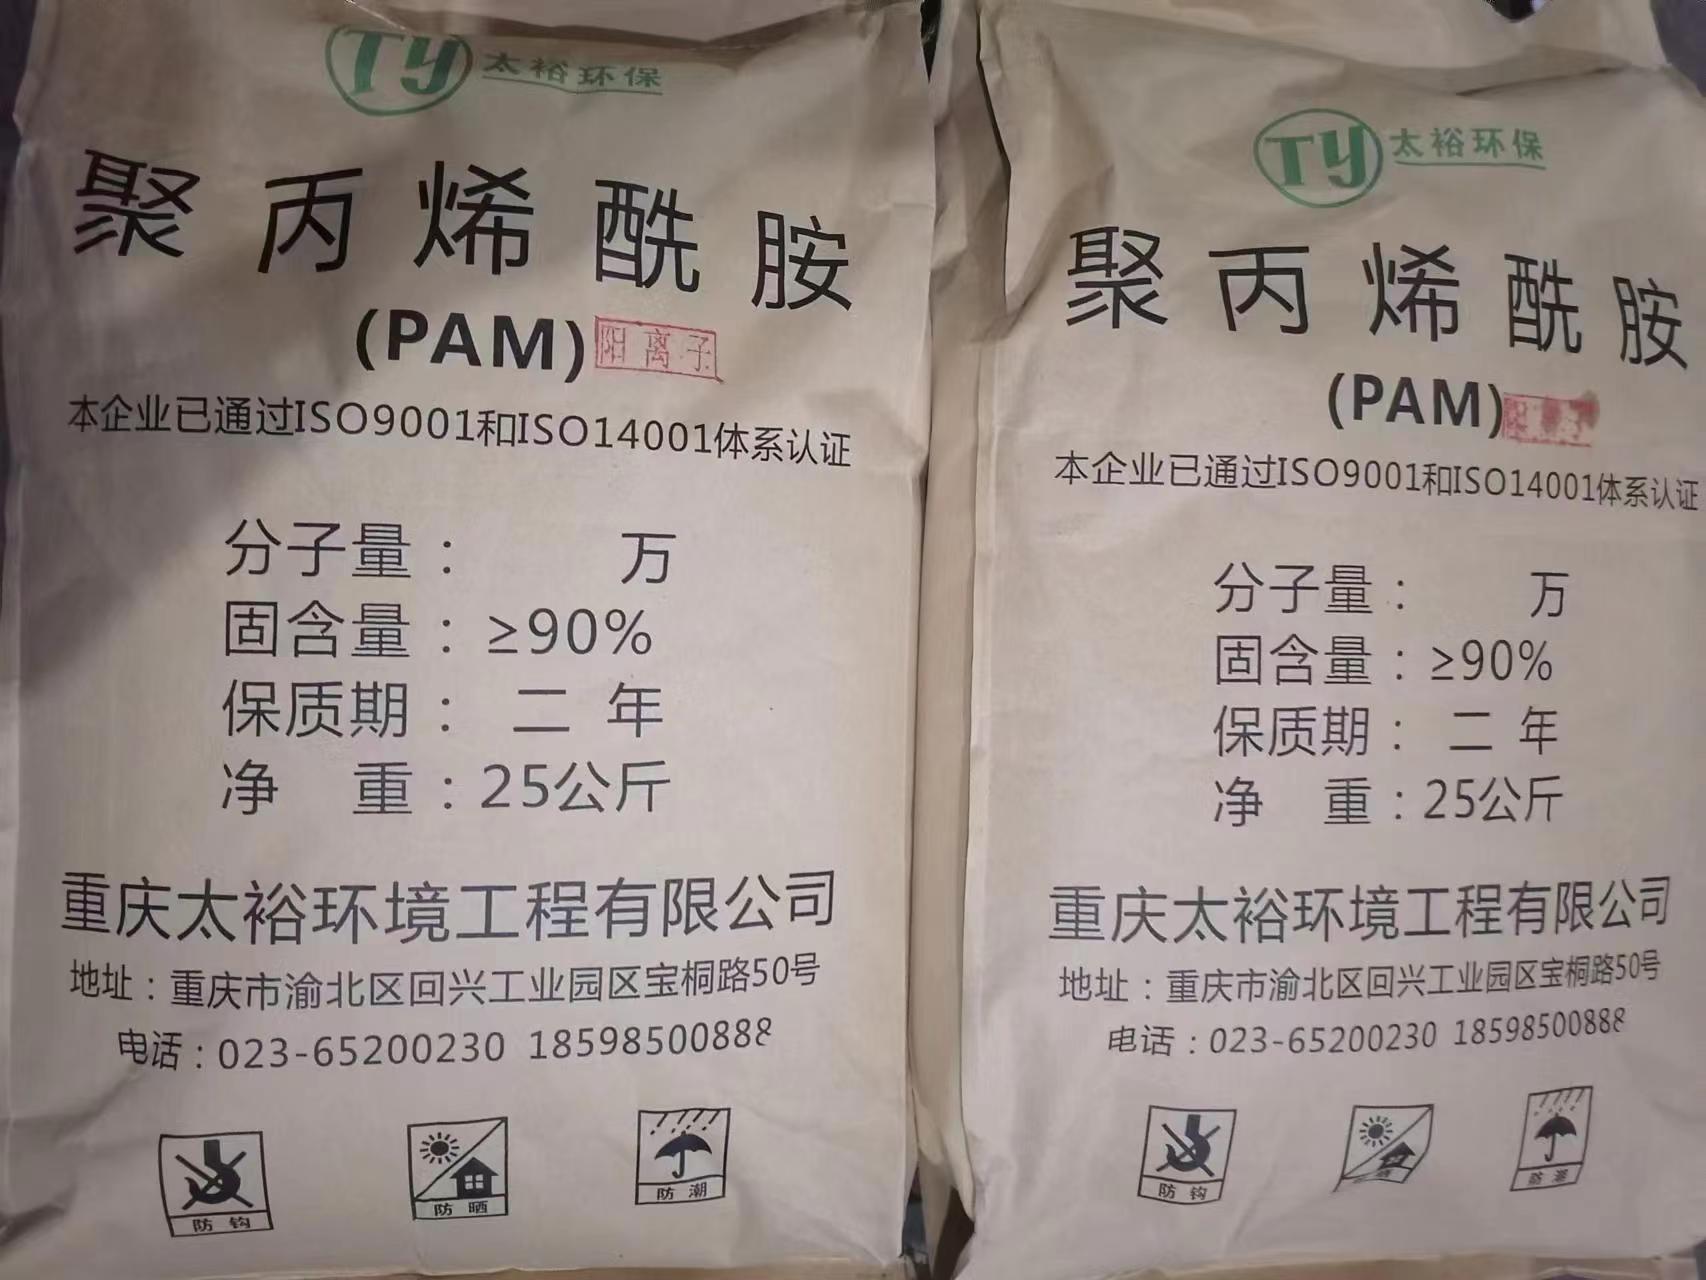 TY 太裕环保
聚丙烯酰胺
(PAM) 阳离子
本企业已通过ISO9001和ISO14001体系认证
分子量： 万
固含量：≥90%
保质期： 二 年
净 重：25公斤
重庆太裕环境工程有限公司
地址：重庆市渝北区回兴工业园区宝桐路50号
电话：023-65200230 18598500888
防钩 防晒 防潮
TY 太裕环保
聚丙烯酰胺
(PAM) 阳离子
本企业已通过ISO9001和ISO14001体系认证
分子量： 万
固含量：≥90%
保质期： 二 年
净 重：25公斤
重庆太裕环境工程有限公司
地址：重庆市渝北区回兴工业园区宝桐路50号
电话：023-65200230 18598500888
防钩 防潮